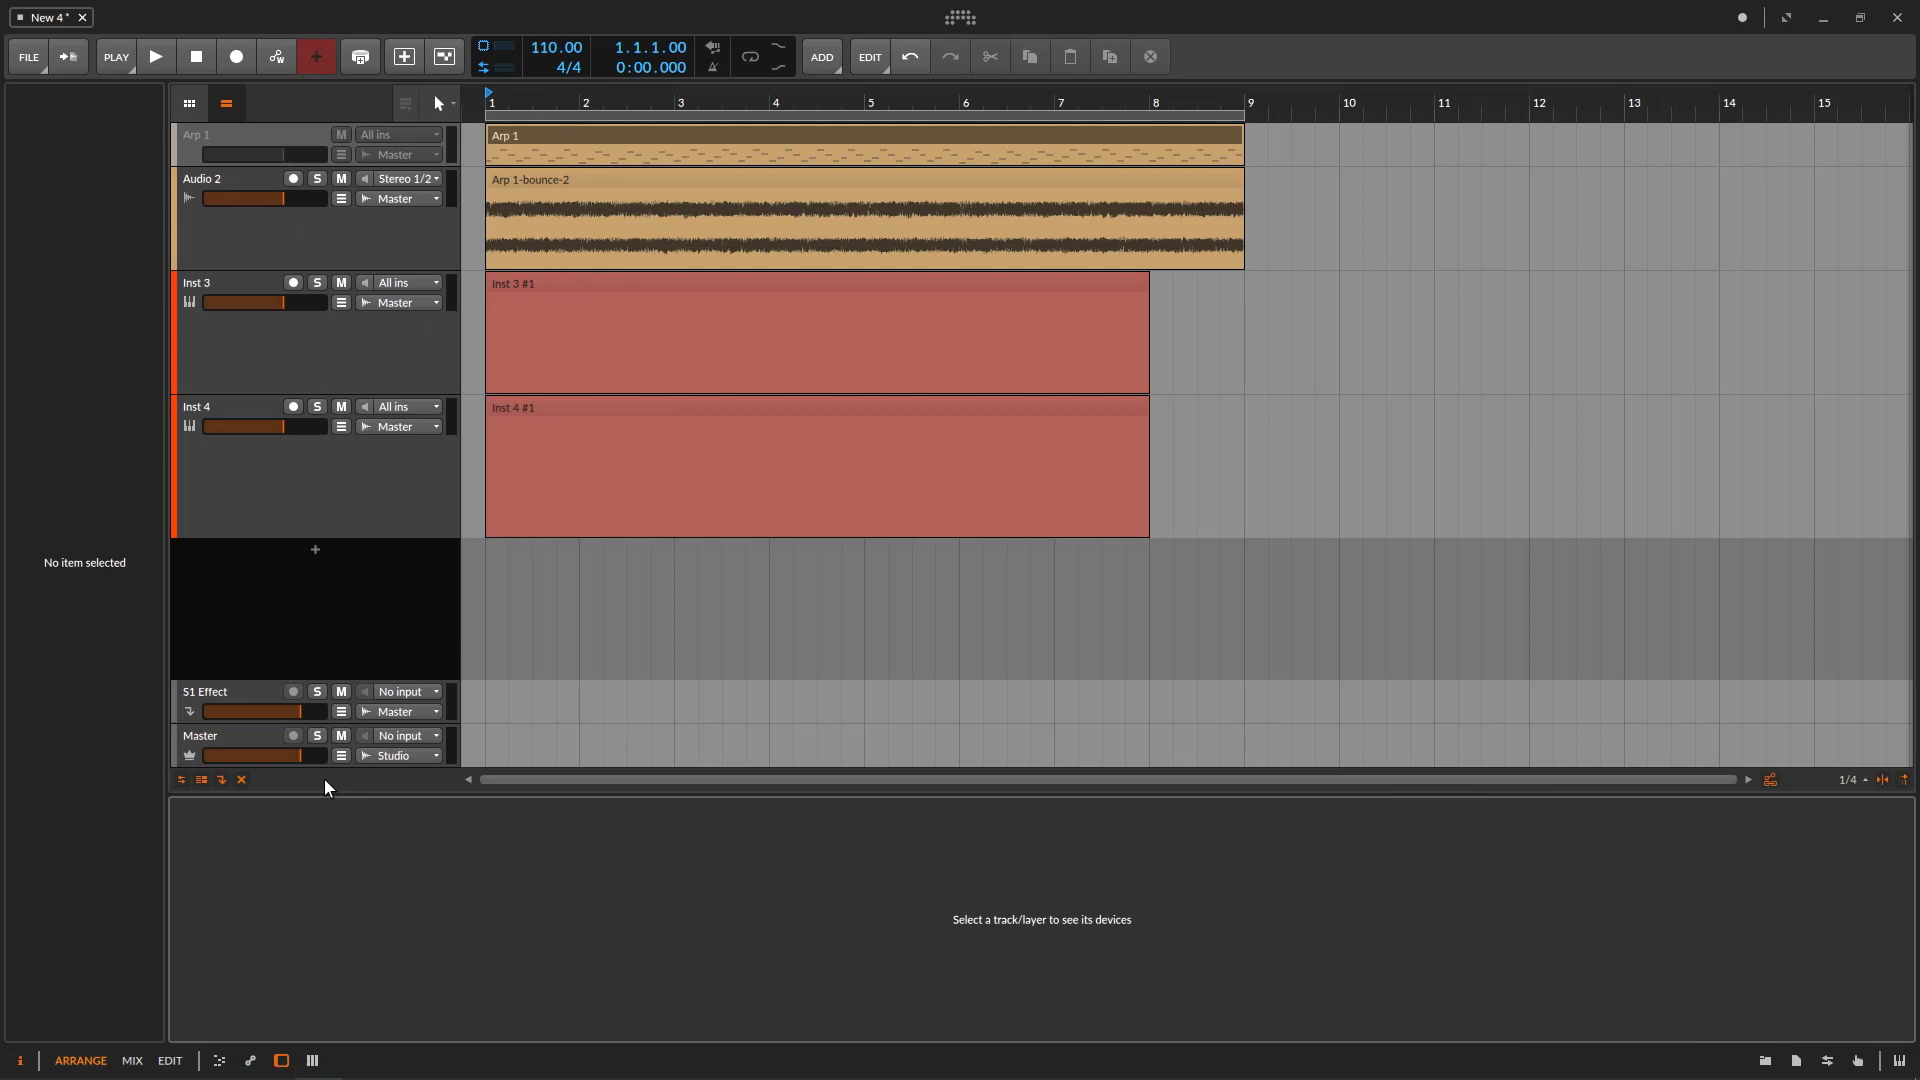 New 4*
FILE
PLAY
110.00
4/4
1.1.1.00
0:00.000
ADD
EDIT
1 2 3 4 5 6 7 8 9 10 11 12 13 14 15
Arp 1 M All ins
Master
Arp 1
Audio 2 S M Stereo 1/2
Master
Arp 1-bounce-2
Inst 3 S M All ins
Master
Inst 3 #1
Inst 4 S M All ins
Master
Inst 4 #1
+
No item selected
S1 Effect S M No input
Master
Master S M No input
Studio
1/4
Select a track/layer to see its devices
i ARRANGE MIX EDIT